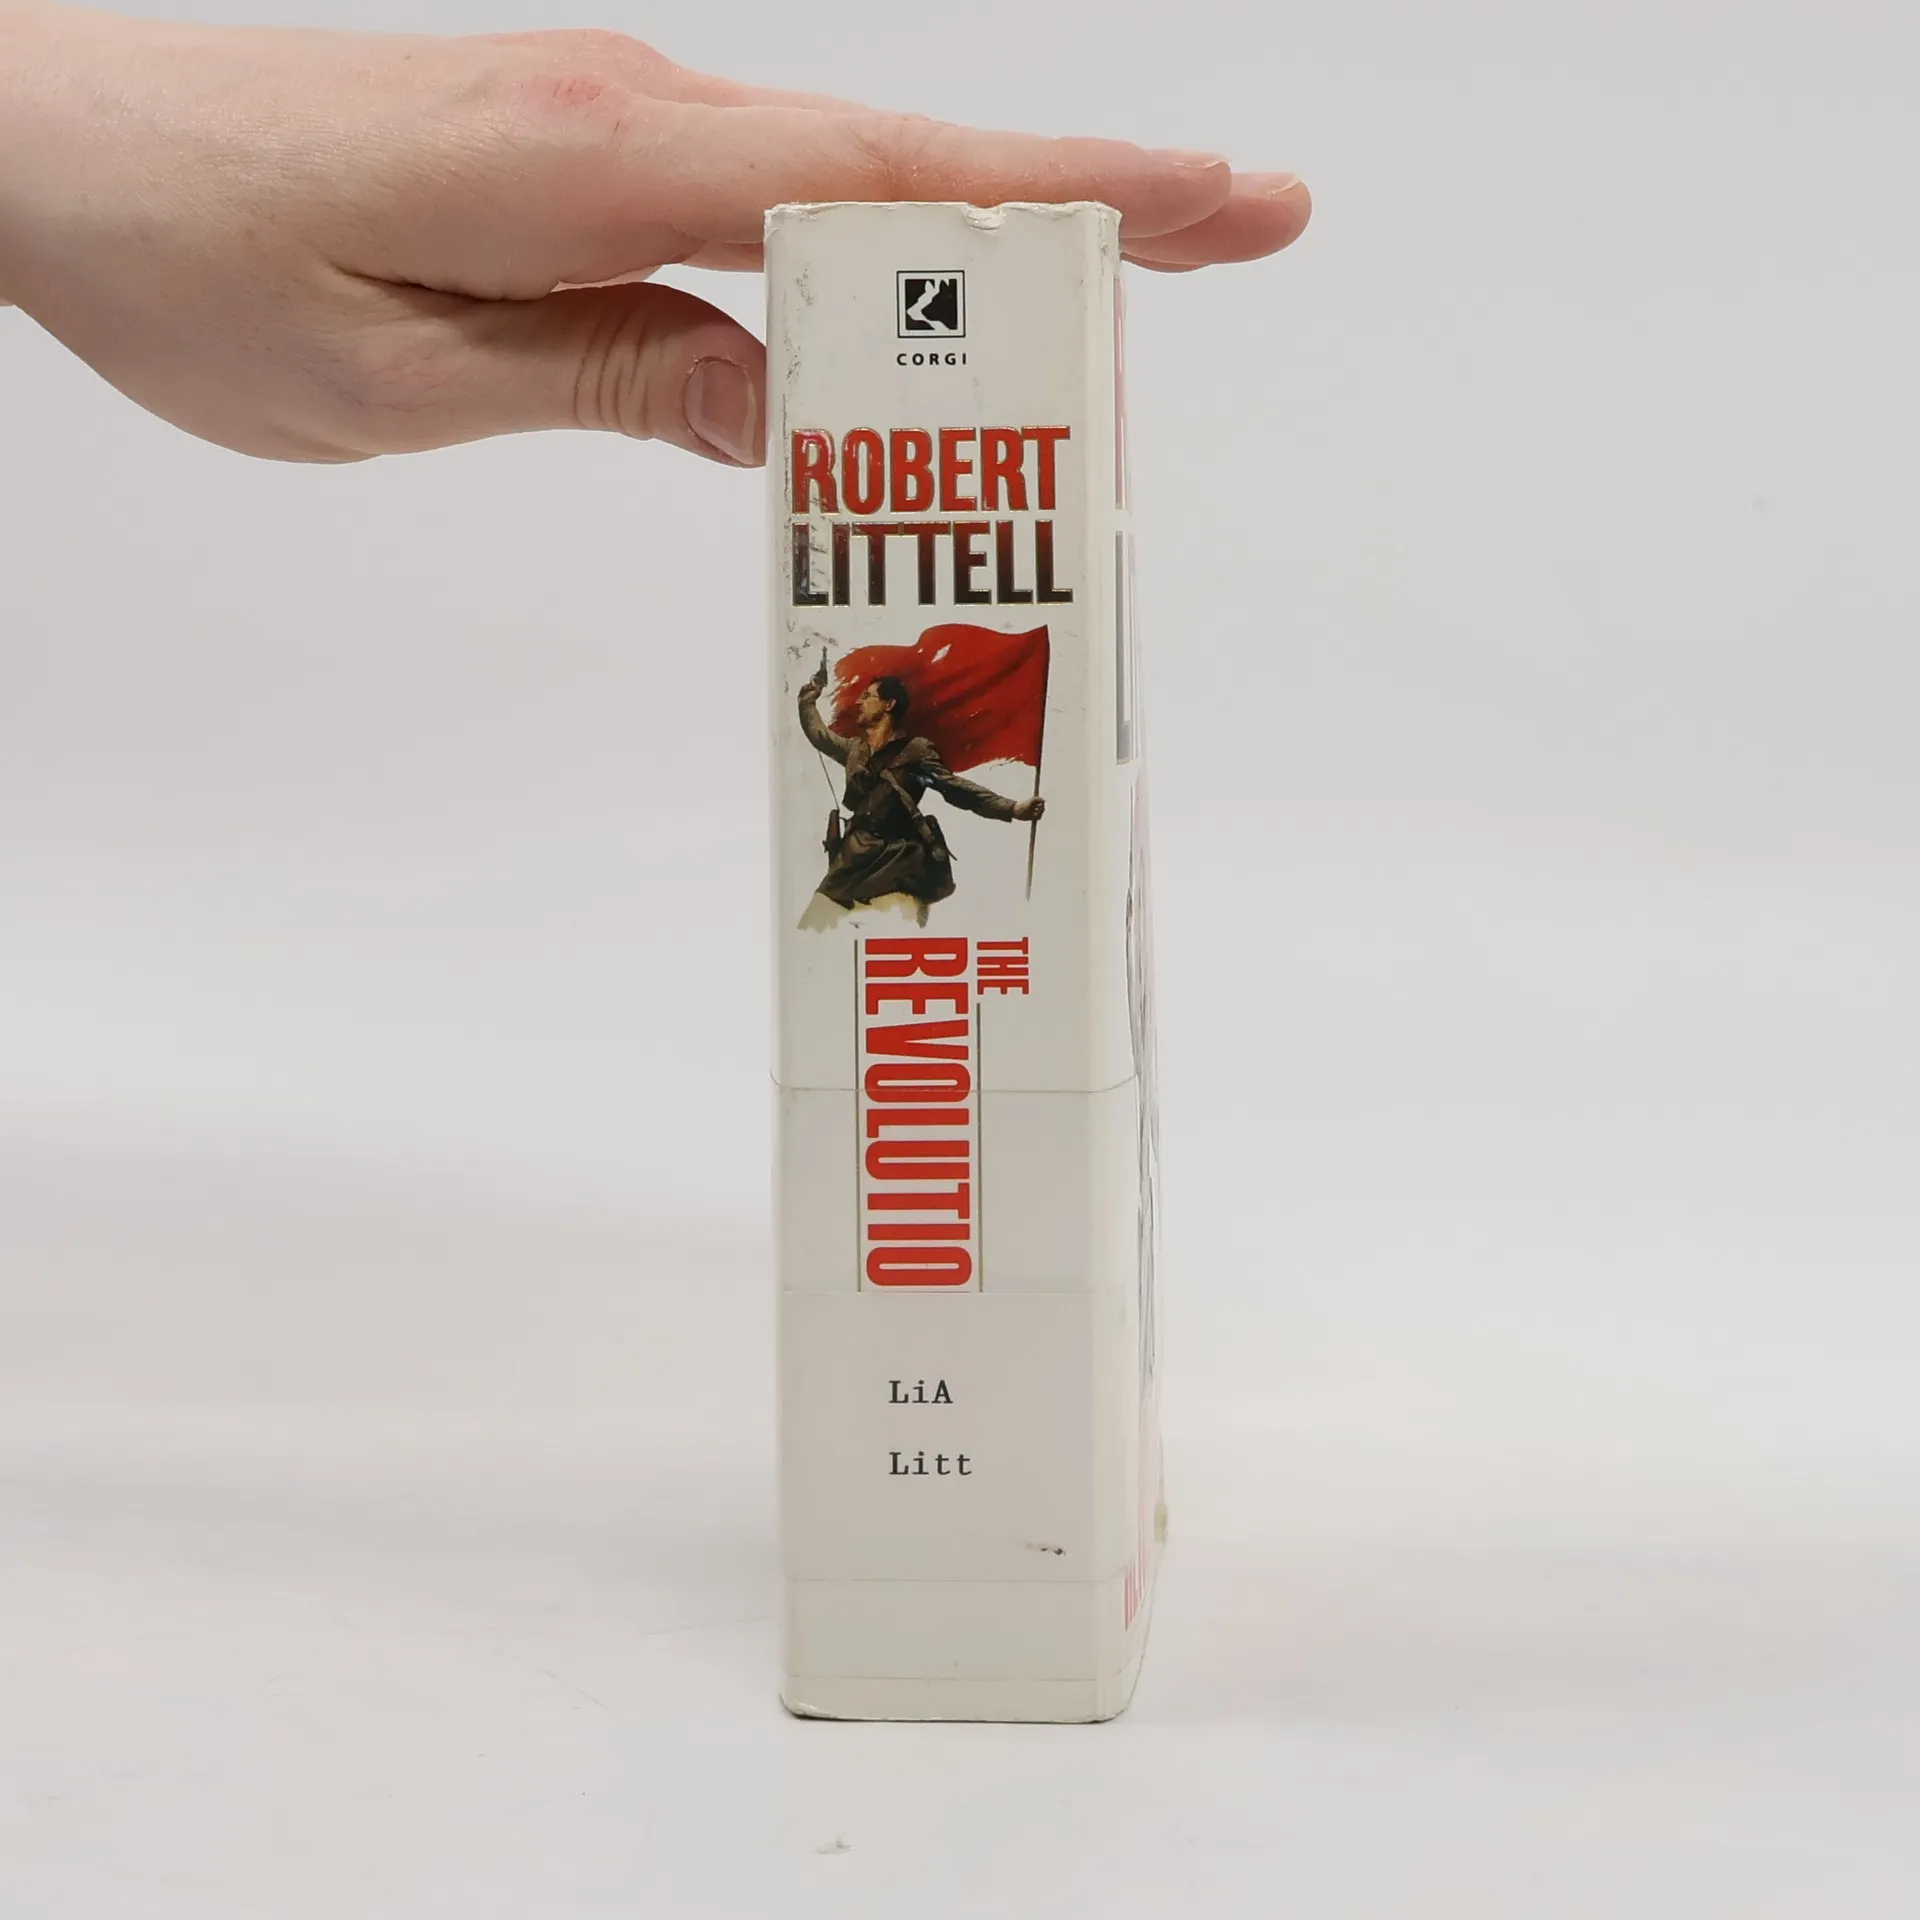 CORGI
ROBERT
LITTELL
THE
REVOLUTIO
LiA
Litt